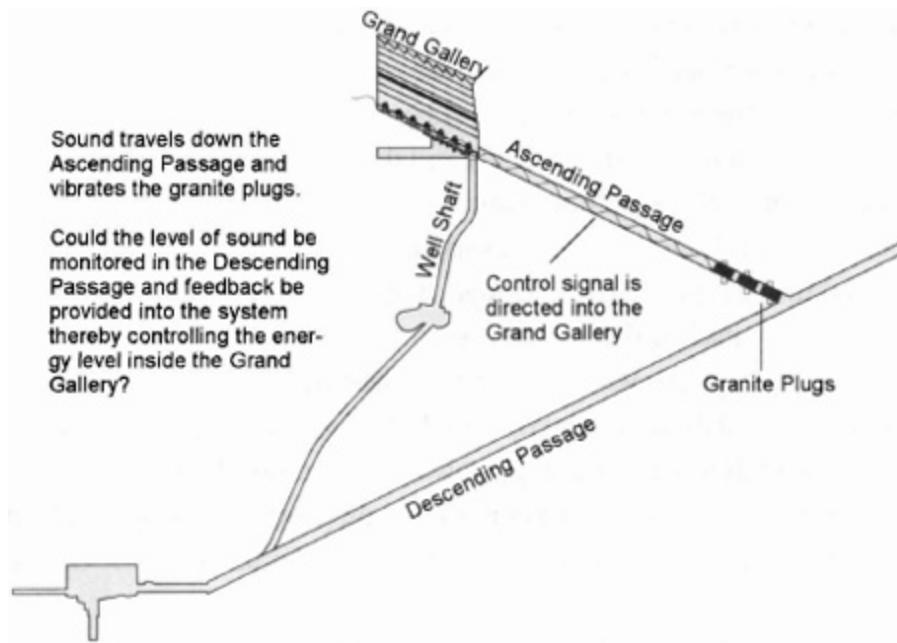 Grand Gallery
Sound travels down the
Ascending Passage and
vibrates the granite plugs.
Could the level of sound be
monitored in the Descending
Passage and feedback be
provided into the system
thereby controlling the ener-
gy level inside the Grand
Gallery?
Ascending Passage
Well Shaft
Control signal is
directed into the
Grand Gallery
Granite Plugs
Descending Passage